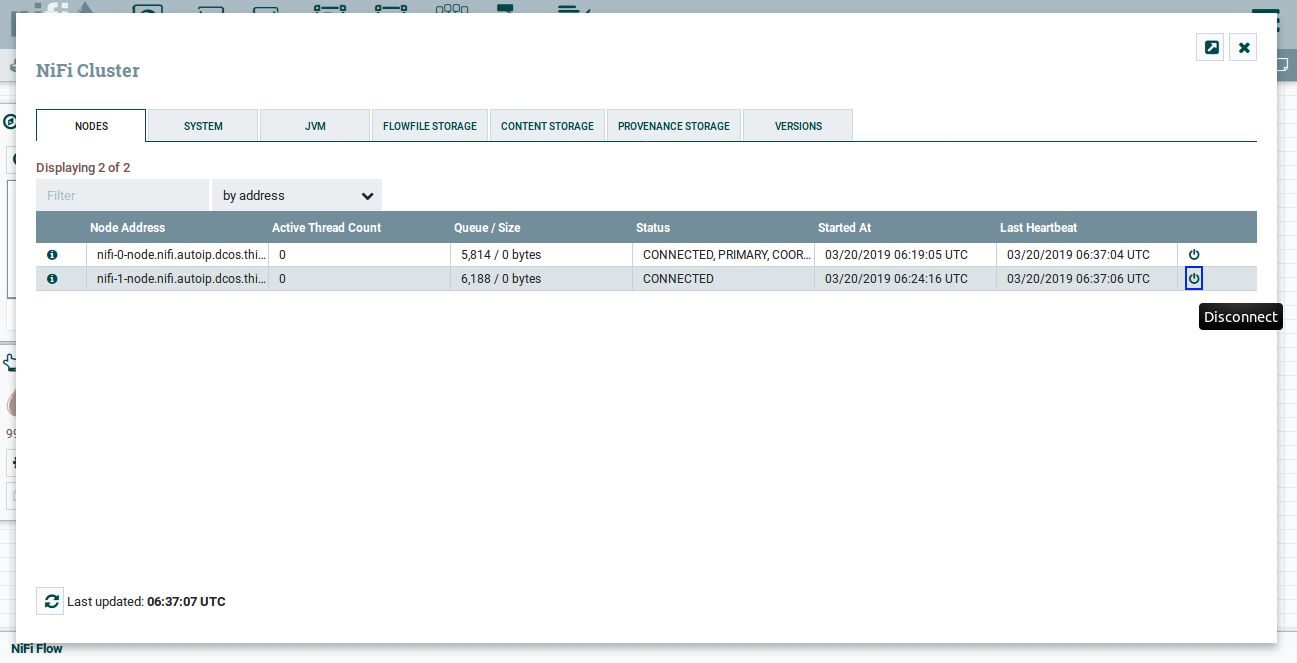 nifi
NiFi Cluster
NODES SYSTEM JVM FLOWFILE STORAGE CONTENT STORAGE PROVENANCE STORAGE VERSIONS
Displaying 2 of 2
Filter by address
Node Address Active Thread Count Queue / Size Status Started At Last Heartbeat
nifi-0-node.nifi.autoip.dcos.thi... 0 5,814 / 0 bytes CONNECTED, PRIMARY, COOR... 03/20/2019 06:19:05 UTC 03/20/2019 06:37:04 UTC
nifi-1-node.nifi.autoip.dcos.thi... 0 6,188 / 0 bytes CONNECTED 03/20/2019 06:24:16 UTC 03/20/2019 06:37:06 UTC
Disconnect
Last updated: 06:37:07 UTC
NiFi Flow